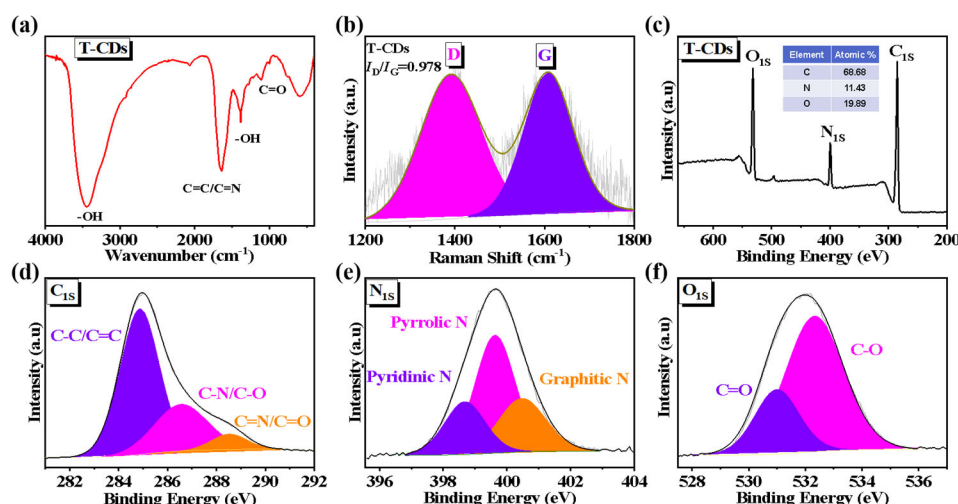 (a)
T-CDs
C=O
-OH
C=C/C=N
-OH
4000 3000 2000 1000
Wavenumber (cm-1)
(b)
T-CDs
ID/IG=0.978
D
G
Intensity (a.u)
1200 1400 1600 1800
Raman Shift (cm-1)
(c)
T-CDs
O1S
Element Atomic %
C 68.68
N 11.43
O 19.89
C1S
N1S
Intensity (a.u)
600 500 400 300 200
Binding Energy (eV)
(d)
C1S
C-C/C=C
C-N/C-O
C=N/C=O
Intensity (a.u)
282 284 286 288 290 292
Binding Energy (eV)
(e)
N1S
Pyrrolic N
Pyridinic N
Graphitic N
Intensity (a.u)
396 398 400 402 404
Binding Energy (eV)
(f)
O1S
C-O
C=O
Intensity (a.u)
528 530 532 534 536
Binding Energy (eV)